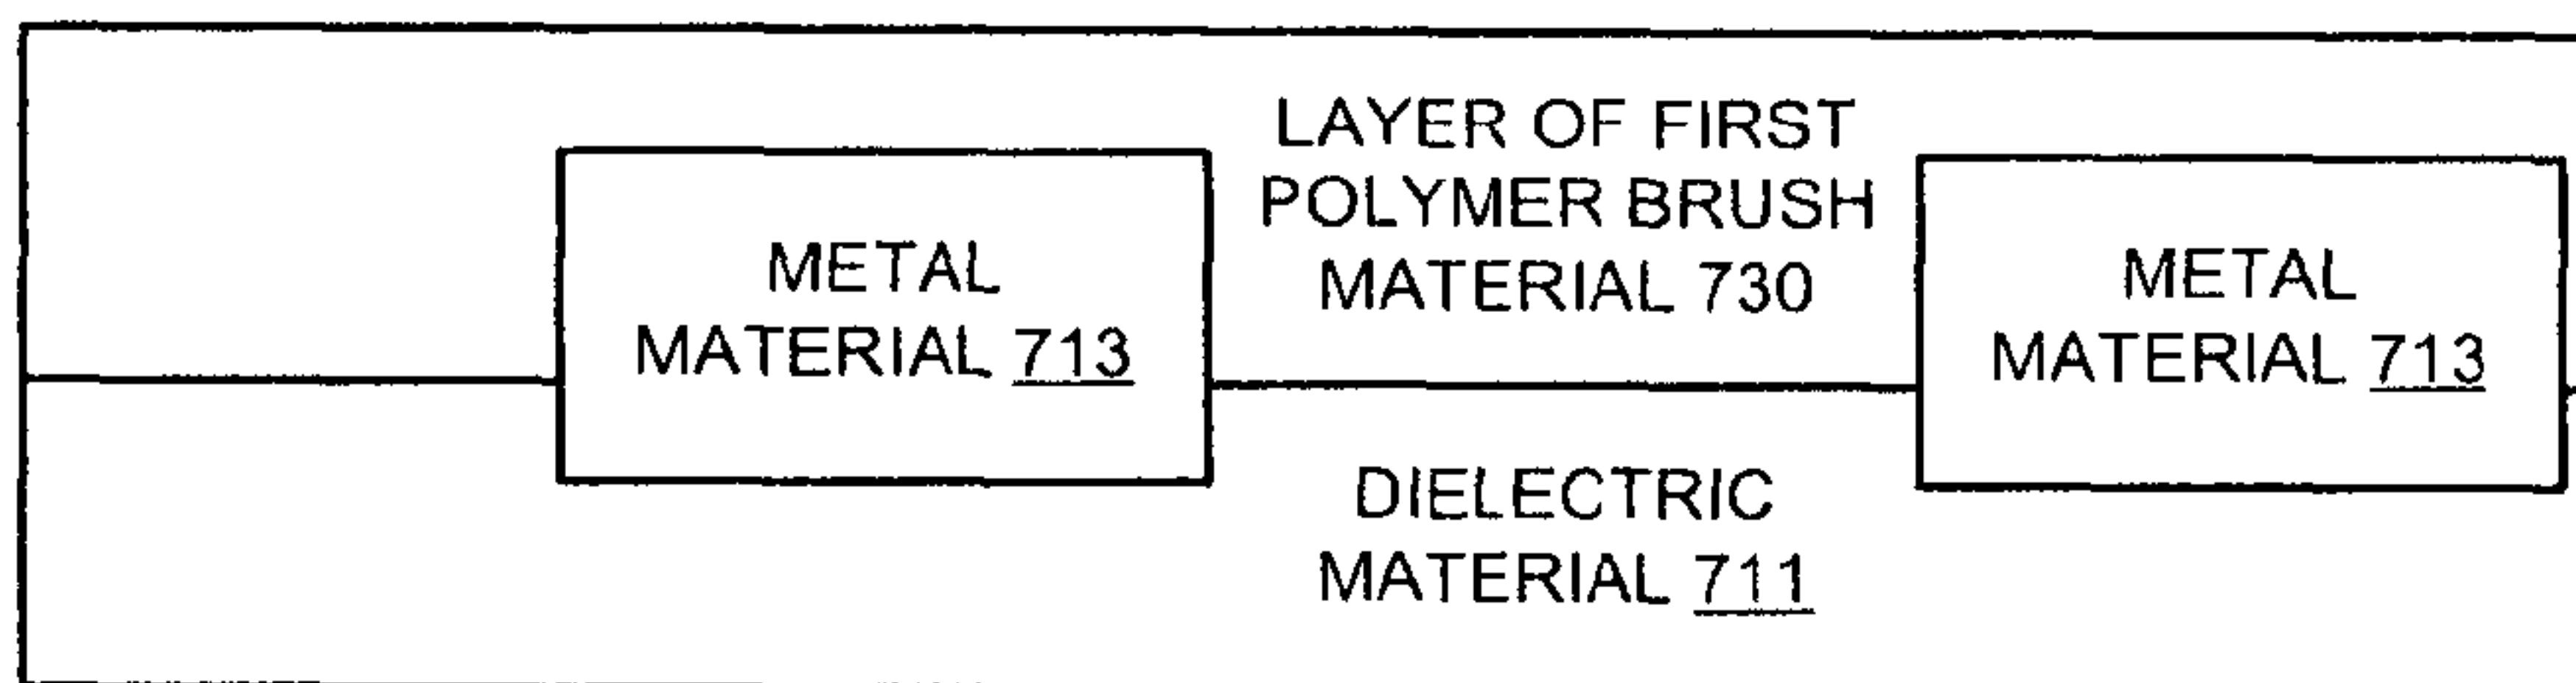 METAL
MATERIAL 713
LAYER OF FIRST
POLYMER BRUSH
MATERIAL 730
DIELECTRIC
MATERIAL 711
METAL
MATERIAL 713